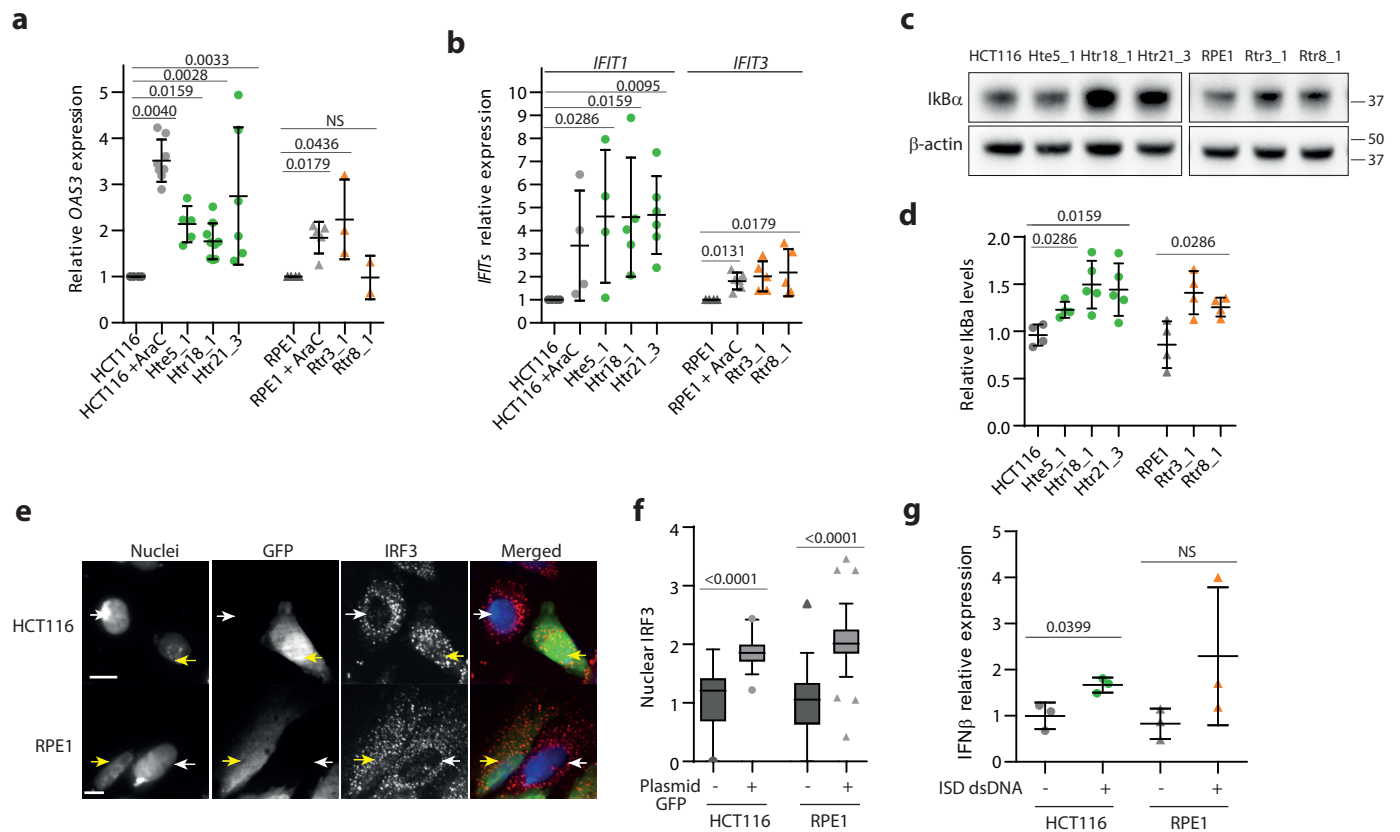 a
0.0033
0.0028
0.0159
0.0040
NS
0.0436
0.0179
Relative OAS3 expression
5
4
3
2
1
0
HCT116
HCT116 +AraC
Hte5_1
Htr18_1
Htr21_3
RPE1
RPE1 + AraC
Rtr3_1
Rtr8_1
b
IFIT1
IFIT3
0.0095
0.0159
0.0286
0.0179
0.0131
IFITs relative expression
10
9
8
7
6
5
4
3
2
1
0
HCT116
HCT116 +AraC
Hte5_1
Htr18_1
Htr21_3
RPE1
RPE1 + AraC
Rtr3_1
Rtr8_1
c
HCT116 Hte5_1 Htr18_1 Htr21_3 RPE1 Rtr3_1 Rtr8_1
IkBα
37
β-actin
50
37
d
0.0159
0.0286
0.0286
Relative IkBa levels
2.0
1.5
1.0
0.5
0.0
HCT116
Hte5_1
Htr18_1
Htr21_3
RPE1
Rtr3_1
Rtr8_1
e
Nuclei GFP IRF3 Merged
HCT116
RPE1
f
<0.0001
<0.0001
Nuclear IRF3
4
3
2
1
0
Plasmid GFP - + - +
HCT116 RPE1
g
NS
0.0399
IFNβ relative expression
5
4
3
2
1
0
ISD dsDNA - + - +
HCT116 RPE1